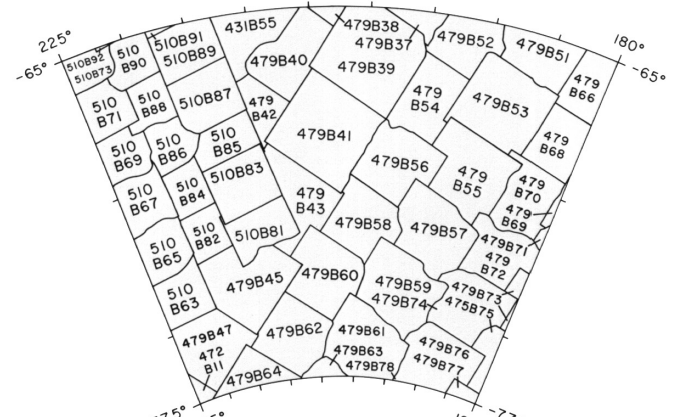 225°
180°
-65°
-65°
431B55
479B38
479B37
479B52
479B51
510B92
510B73
510
B90
510B91
510B89
479B40
479B39
479
B66
510
B71
510
B88
510B87
479
B42
479
B54
479B53
510
B69
510
B86
510
B85
479B41
479
B68
510B83
479B56
479
B55
479
B70
479
B69
510
B67
510
B84
479
B43
479B58
479B57
510
B65
510
B82
510B81
479B71
479
B72
510
B63
479B45
479B60
479B59
479B74
479B73
475B75
479B47
472
B11
479B62
479B61
479B63
479B78
479B76
479B77
479B64